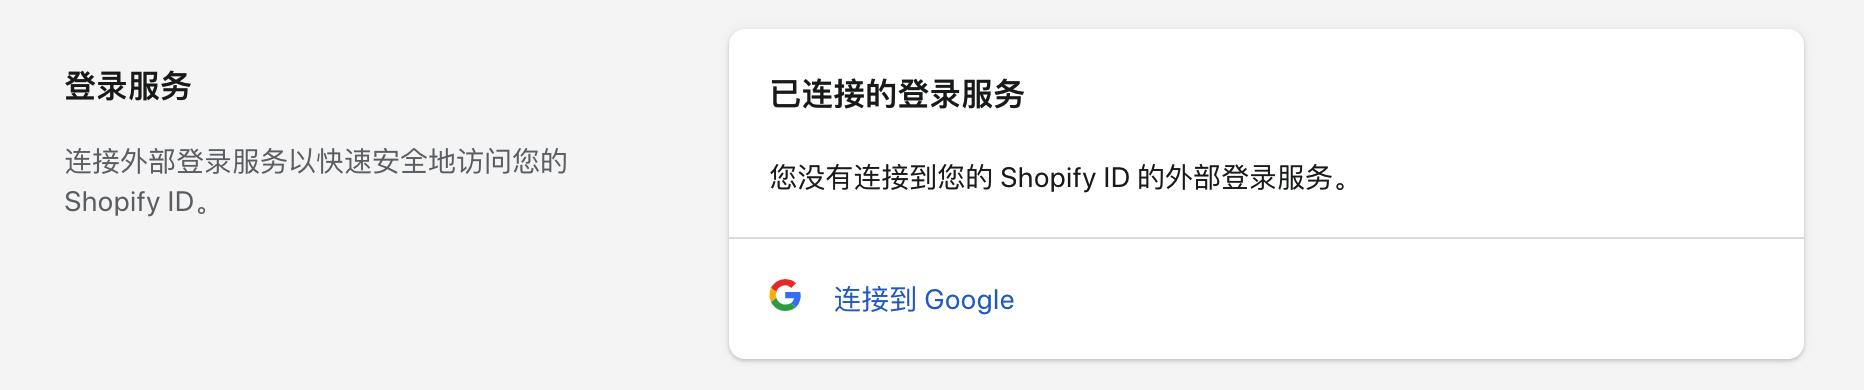 登录服务
连接外部登录服务以快速安全地访问您的
Shopify ID。
已连接的登录服务
您没有连接到您的 Shopify ID 的外部登录服务。
连接到 Google